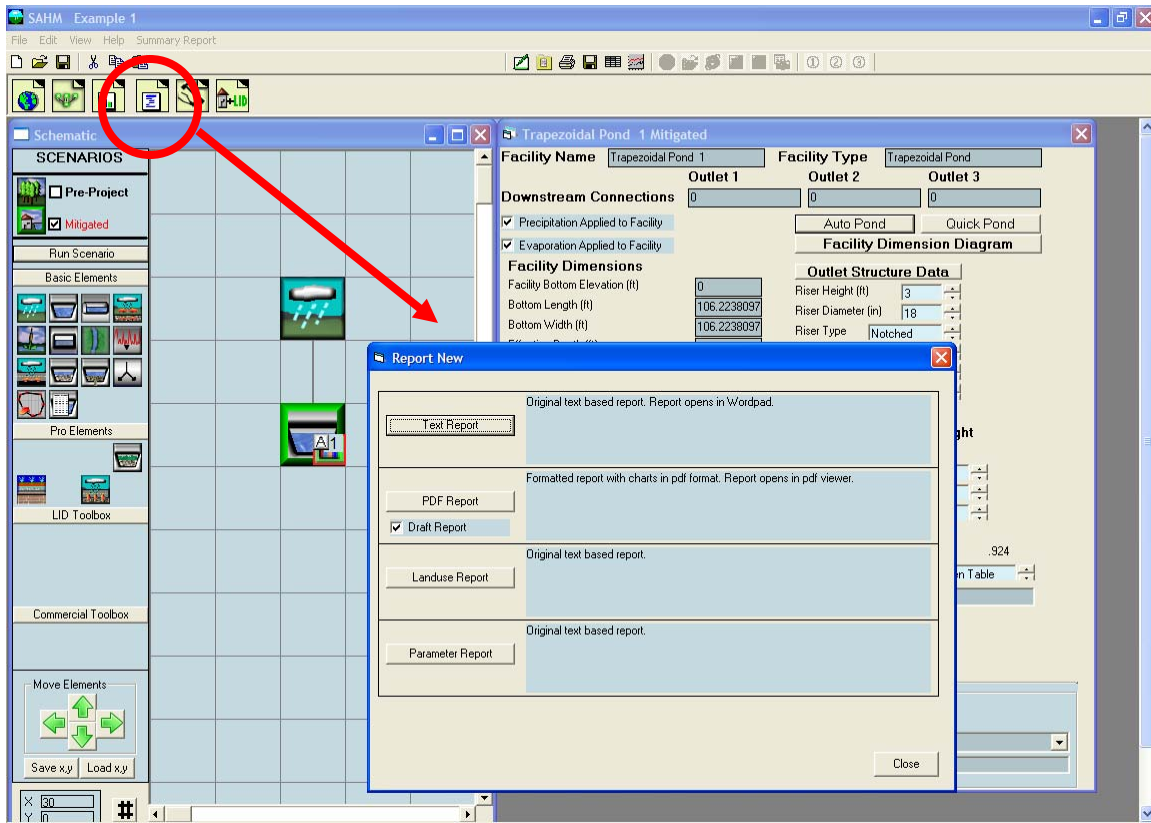 SAHM Example 1
File Edit View Help Summary Report
+LID
Schematic
SCENARIOS
Pre-Project
Mitigated
Run Scenario
Basic Elements
Pro Elements
LID Toolbox
Commercial Toolbox
Move Elements
Save x,y Load x,y
X 30
Y 0
#
A 1
Trapezoidal Pond 1 Mitigated
Facility Name Trapezoidal Pond 1 Facility Type Trapezoidal Pond
Outlet 1 Outlet 2 Outlet 3
Downstream Connections 0 0 0
Precipitation Applied to Facility Auto Pond Quick Pond
Evaporation Applied to Facility Facility Dimension Diagram
Facility Dimensions Outlet Structure Data
Facility Bottom Elevation (ft) 0 Riser Height (ft) 3
Bottom Length (ft) 106.2238097 Riser Diameter (in) 18
Bottom Width (ft) 106.2238097 Riser Type Notched
.924
Table
Report New
Text Report Original text based report. Report opens in Wordpad.
PDF Report Formatted report with charts in pdf format. Report opens in pdf viewer.
Draft Report
Landuse Report Original text based report.
Parameter Report Original text based report.
Close